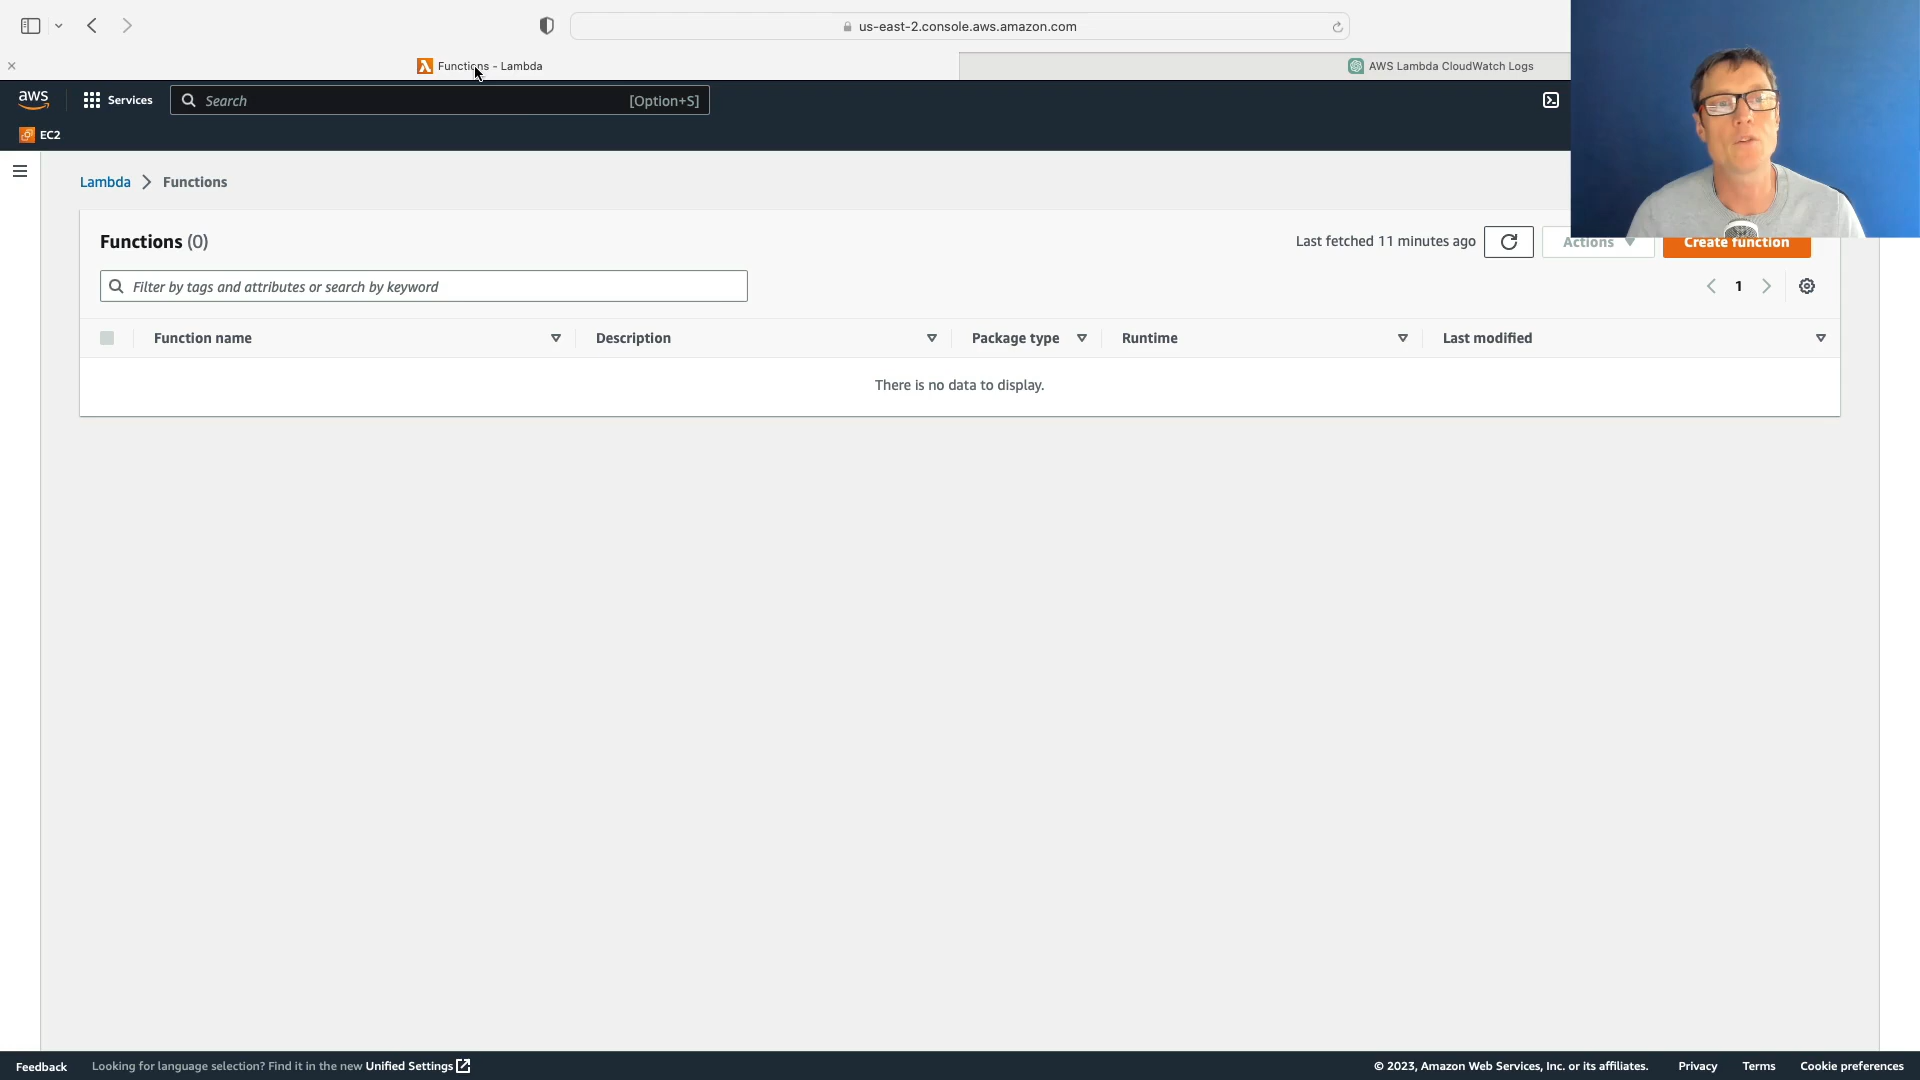 us-east-2.console.aws.amazon.com
Functions - Lambda
AWS Lambda CloudWatch Logs
aws
Services
Search
[Option+S]
EC2
Lambda
Functions
Functions (0)
Last fetched 11 minutes ago
Actions
Create function
Filter by tags and attributes or search by keyword
1
Function name
Description
Package type
Runtime
Last modified
There is no data to display.
Feedback
Looking for language selection? Find it in the new Unified Settings
© 2023, Amazon Web Services, Inc. or its affiliates.
Privacy
Terms
Cookie preferences